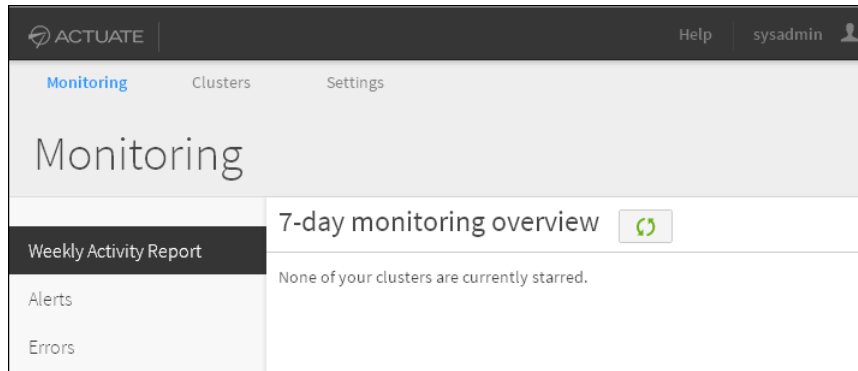 ACTUATE Help sysadmin
Monitoring Clusters Settings
Monitoring
7-day monitoring overview
Weekly Activity Report
None of your clusters are currently starred.
Alerts
Errors